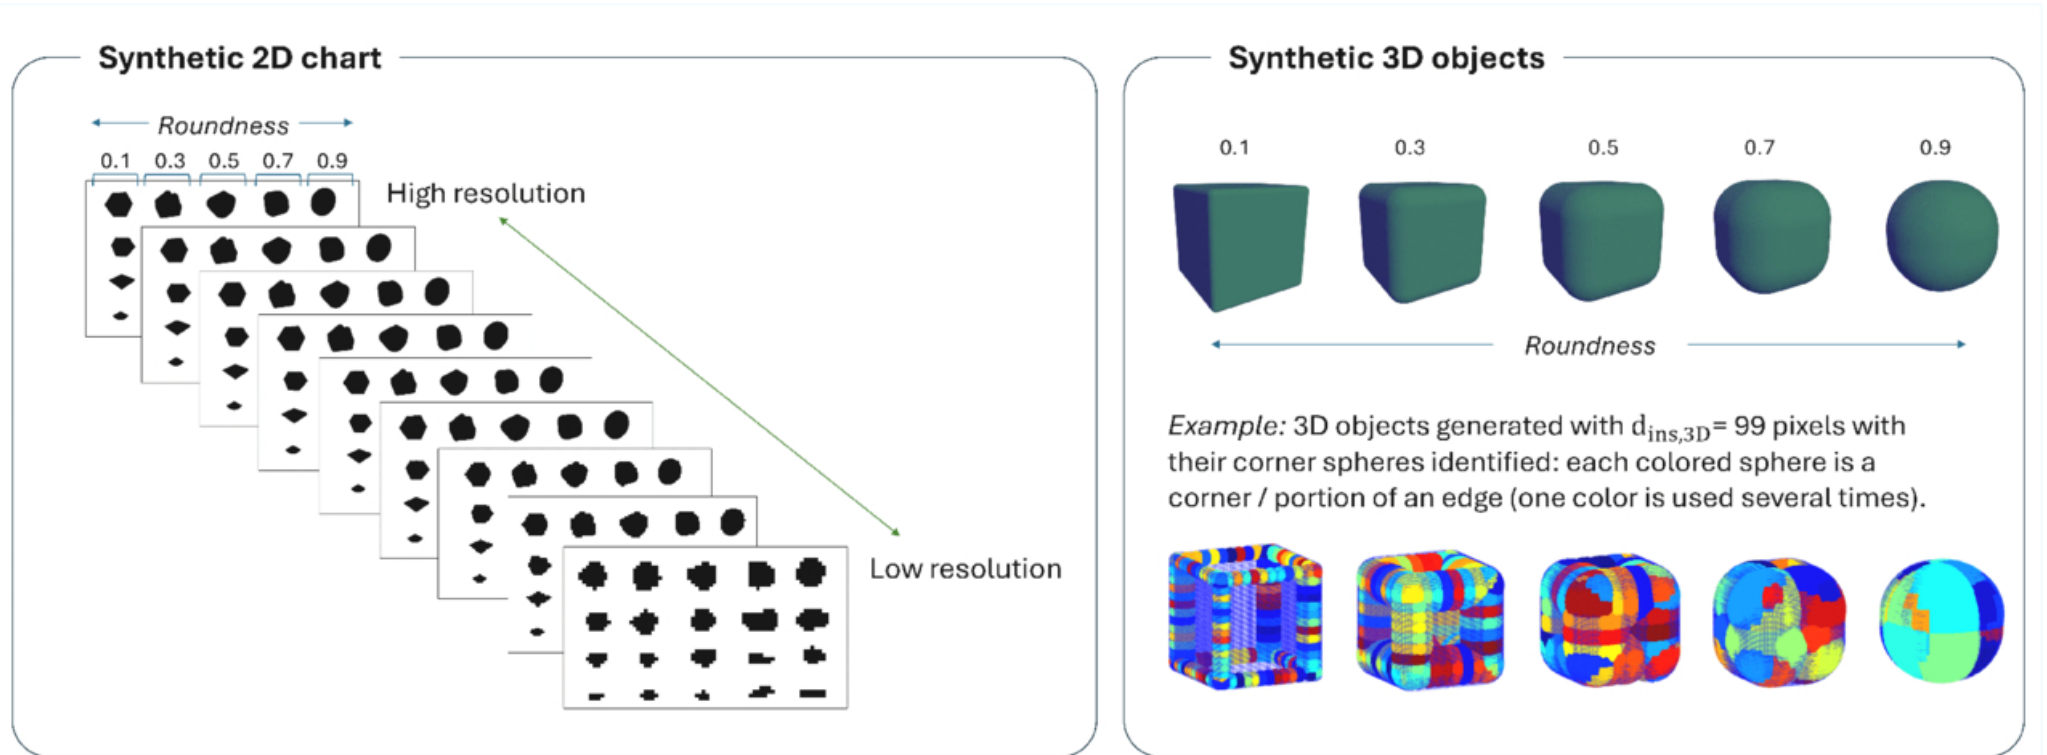 Synthetic 2D chart
Roundness
0.1 0.3 0.5 0.7 0.9
High resolution
Low resolution
Synthetic 3D objects
0.1 0.3 0.5 0.7 0.9
Roundness
Example: 3D objects generated with dins,3D= 99 pixels with
their corner spheres identified: each colored sphere is a
corner / portion of an edge (one color is used several times).